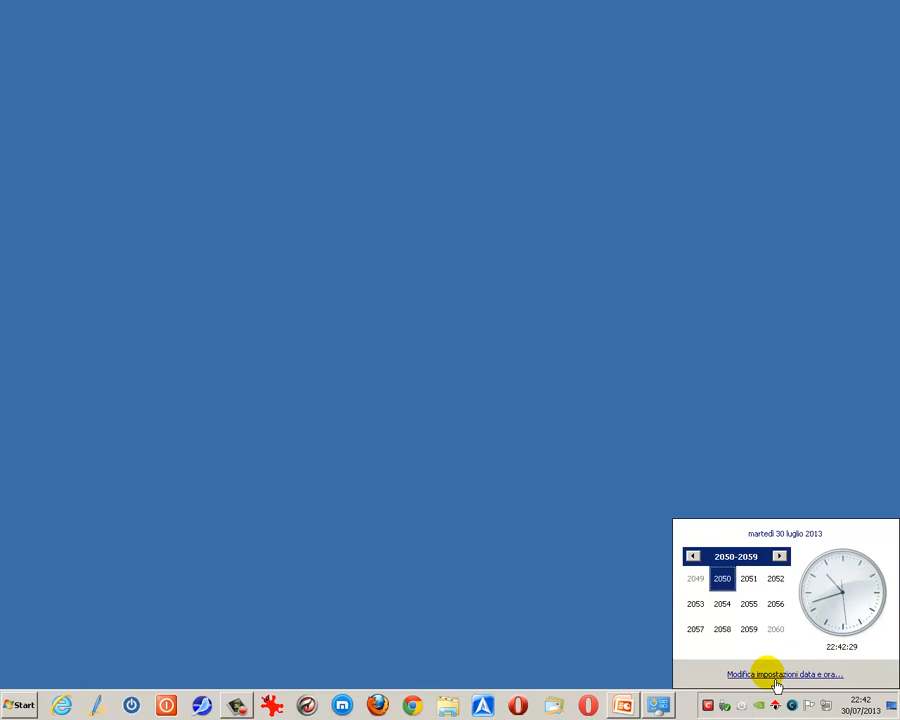 martedì 30 luglio 2013
2050-2059
2049 2050 2051 2052
2053 2054 2055 2056
2057 2058 2059 2060
22:42:29
Modifica impostazioni data e ora...
Start
22:42
30/07/2013